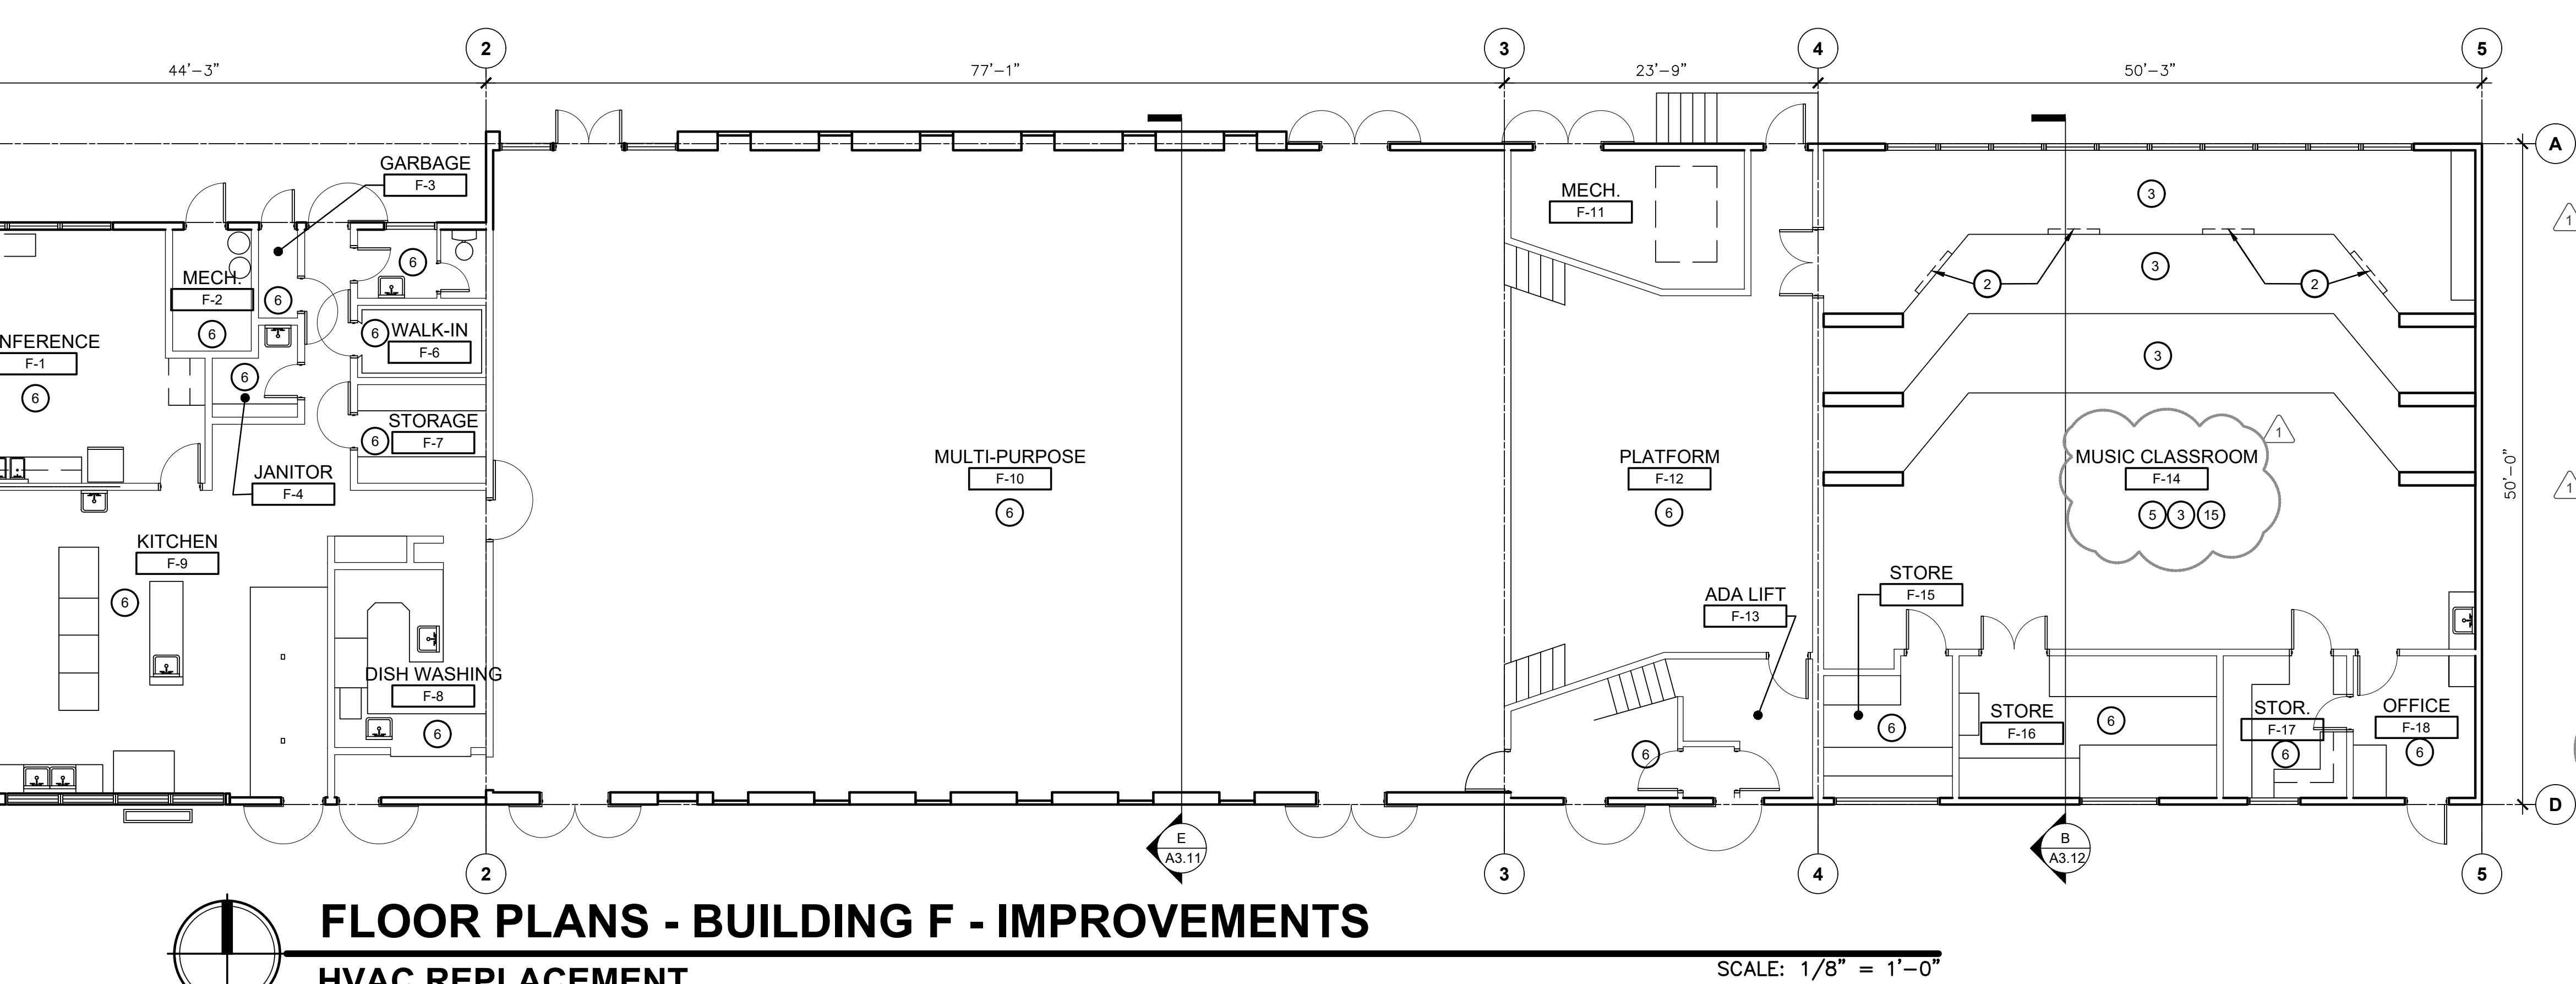 2
3
4
5
44'-3"
77'-1"
23'-9"
50'-3"
A
GARBAGE
F-3
MECH.
F-11
3
1
6
2
2
3
MECH.
F-2
6
6
6
WALK-IN
F-6
NFERENCE
F-1
6
3
6
STORAGE
6
F-7
1
MULTI-PURPOSE
F-10
6
PLATFORM
F-12
6
MUSIC CLASSROOM
F-14
5
3
15
50'-0"
1
JANITOR
F-4
KITCHEN
F-9
6
STORE
F-15
ADA LIFT
F-13
DISH WASHING
F-8
6
6
6
STORE
F-16
6
STOR.
F-17
6
OFFICE
F-18
6
D
E
A3.11
B
A3.12
2
3
4
5
FLOOR PLANS - BUILDING F - IMPROVEMENTS
HVAC REPLACEMENT
SCALE: 1/8" = 1'-0"